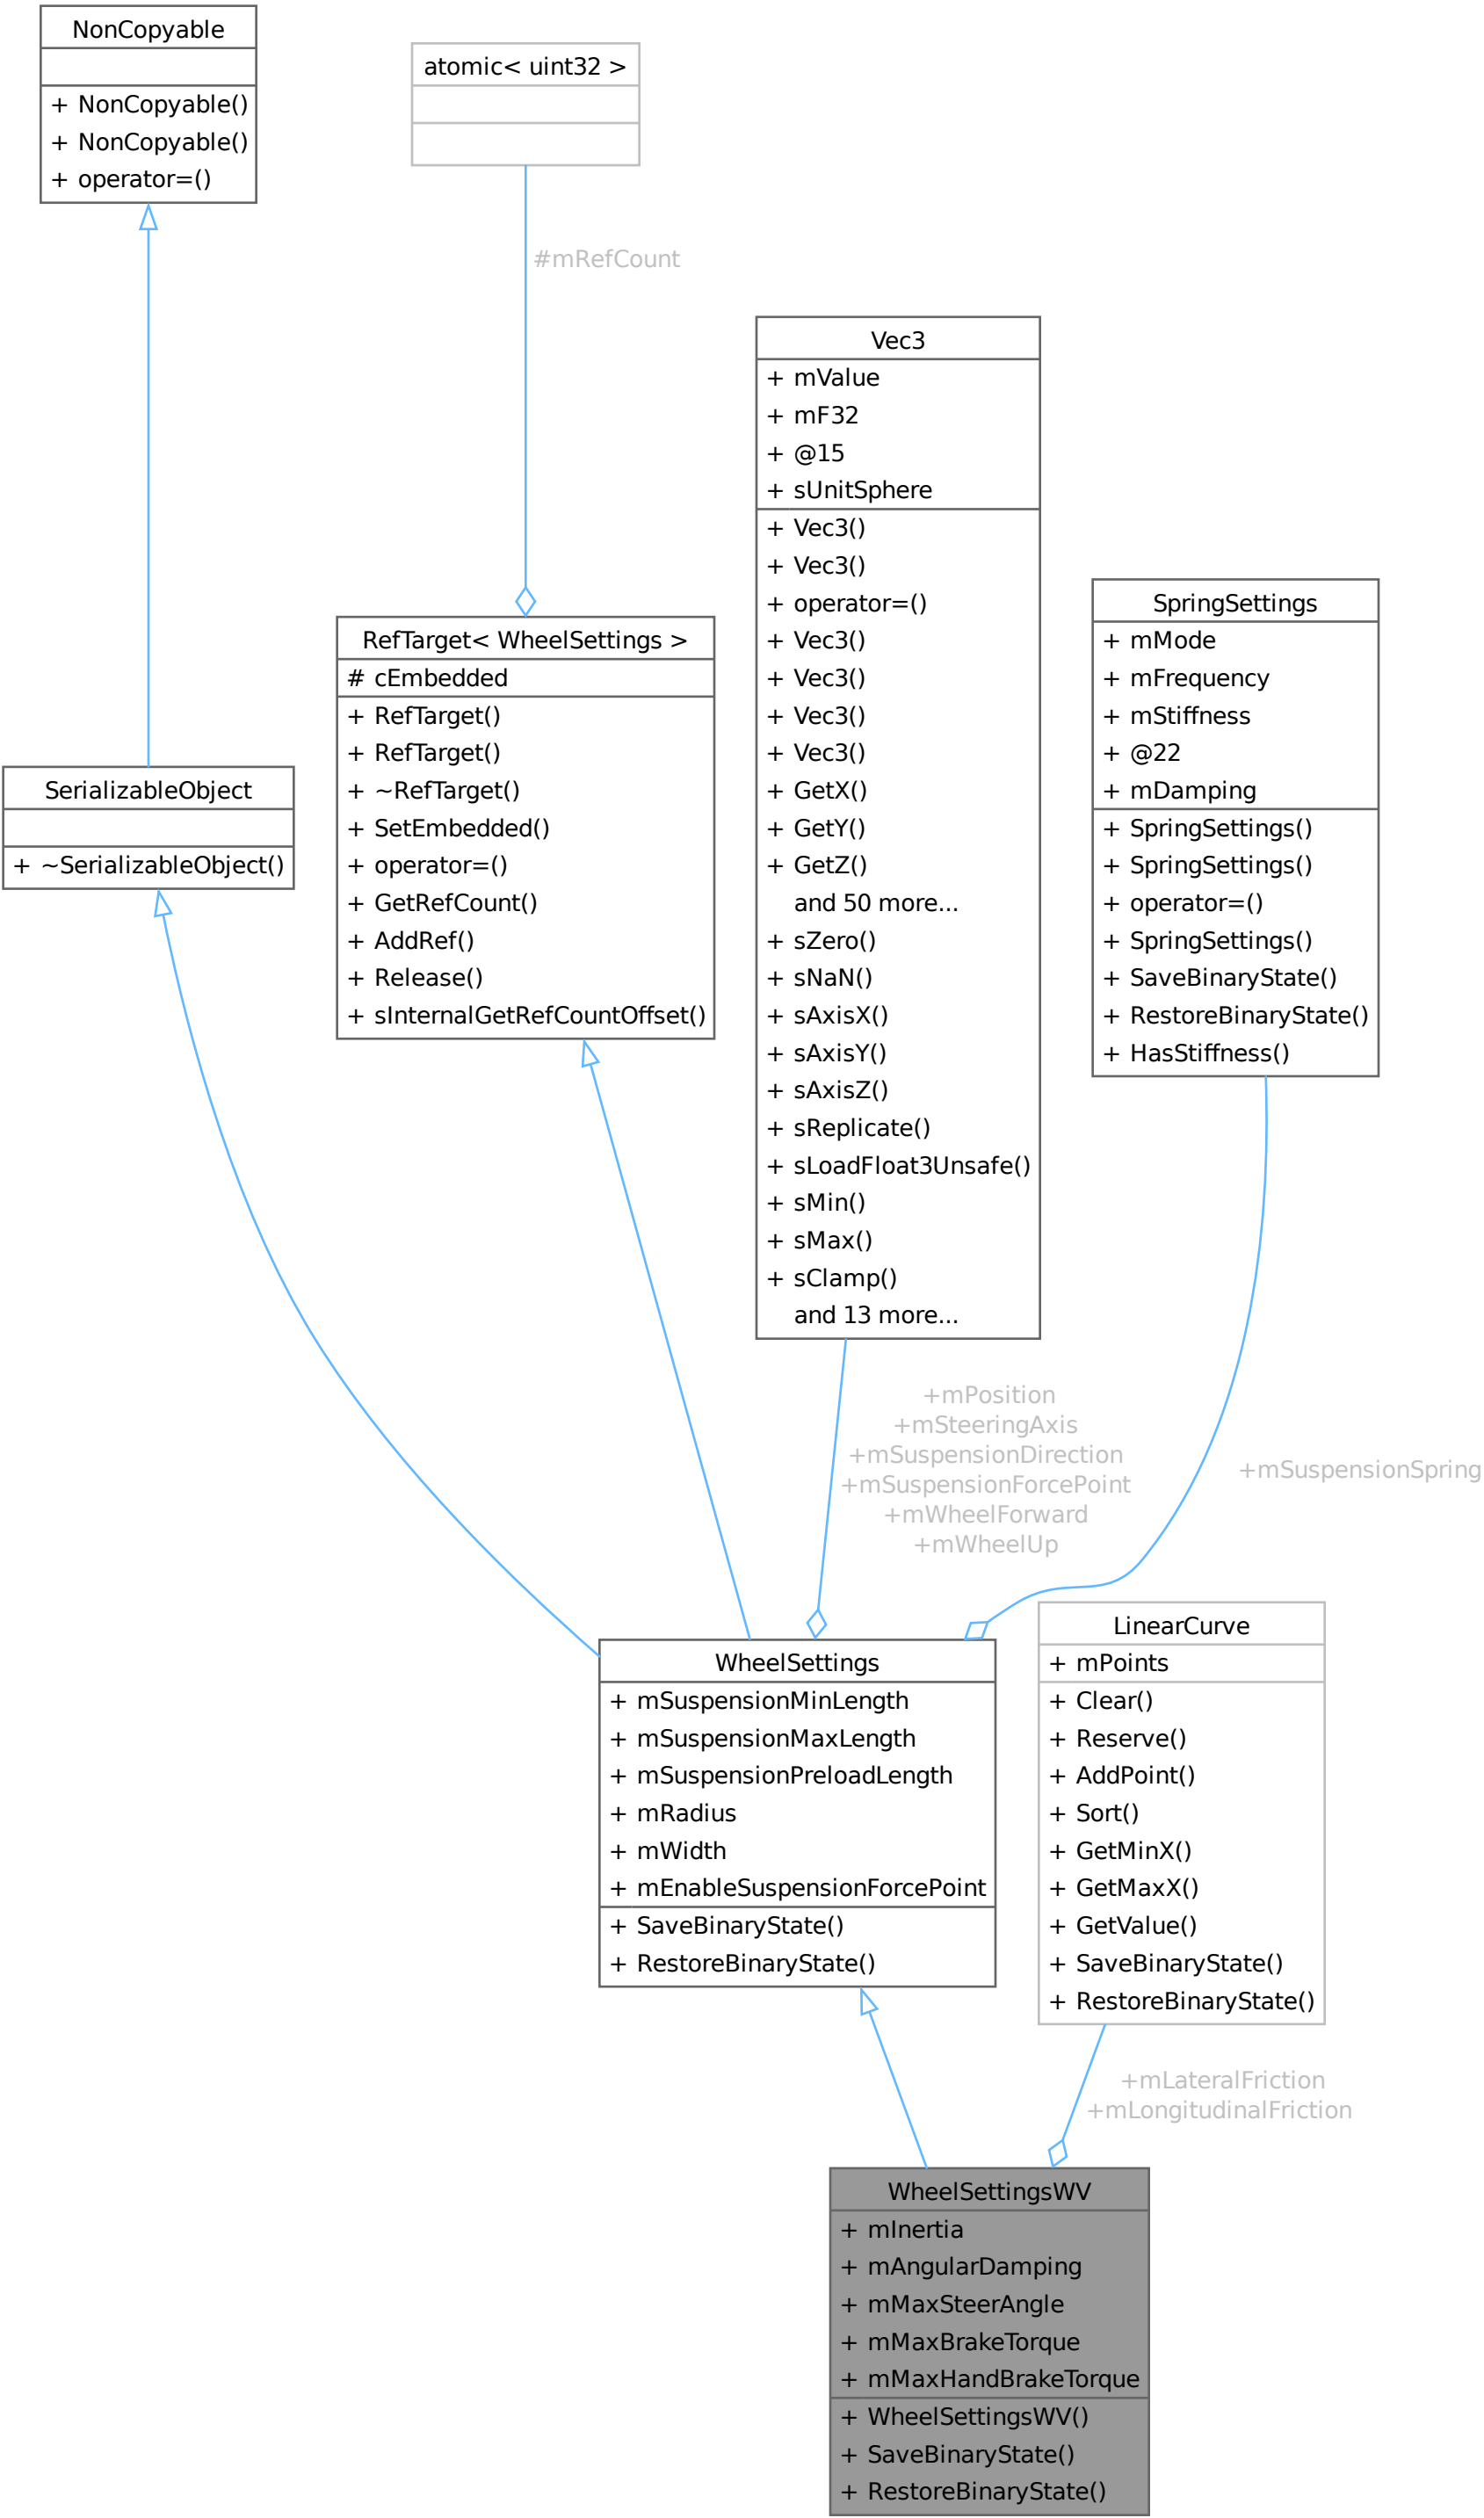 NonCopyable
+ NonCopyable()
+ NonCopyable()
+ operator=()
atomic< uint32 >
#mRefCount
Vec3
+ mValue
+ mF32
+ @15
+ sUnitSphere
+ Vec3()
+ Vec3()
+ operator=()
+ Vec3()
+ Vec3()
+ Vec3()
+ Vec3()
+ GetX()
+ GetY()
+ GetZ()
and 50 more...
+ sZero()
+ sNaN()
+ sAxisX()
+ sAxisY()
+ sAxisZ()
+ sReplicate()
+ sLoadFloat3Unsafe()
+ sMin()
+ sMax()
+ sClamp()
and 13 more...
SpringSettings
+ mMode
+ mFrequency
+ mStiffness
+ @22
+ mDamping
+ SpringSettings()
+ SpringSettings()
+ operator=()
+ SpringSettings()
+ SaveBinaryState()
+ RestoreBinaryState()
+ HasStiffness()
RefTarget< WheelSettings >
# cEmbedded
+ RefTarget()
+ RefTarget()
+ ~RefTarget()
+ SetEmbedded()
+ operator=()
+ GetRefCount()
+ AddRef()
+ Release()
+ sInternalGetRefCountOffset()
SerializableObject
+ ~SerializableObject()
+mPosition
+mSteeringAxis
+mSuspensionDirection
+mSuspensionForcePoint
+mWheelForward
+mWheelUp
+mSuspensionSpring
WheelSettings
+ mSuspensionMinLength
+ mSuspensionMaxLength
+ mSuspensionPreloadLength
+ mRadius
+ mWidth
+ mEnableSuspensionForcePoint
+ SaveBinaryState()
+ RestoreBinaryState()
LinearCurve
+ mPoints
+ Clear()
+ Reserve()
+ AddPoint()
+ Sort()
+ GetMinX()
+ GetMaxX()
+ GetValue()
+ SaveBinaryState()
+ RestoreBinaryState()
+mLateralFriction
+mLongitudinalFriction
WheelSettingsWV
+ mInertia
+ mAngularDamping
+ mMaxSteerAngle
+ mMaxBrakeTorque
+ mMaxHandBrakeTorque
+ WheelSettingsWV()
+ SaveBinaryState()
+ RestoreBinaryState()